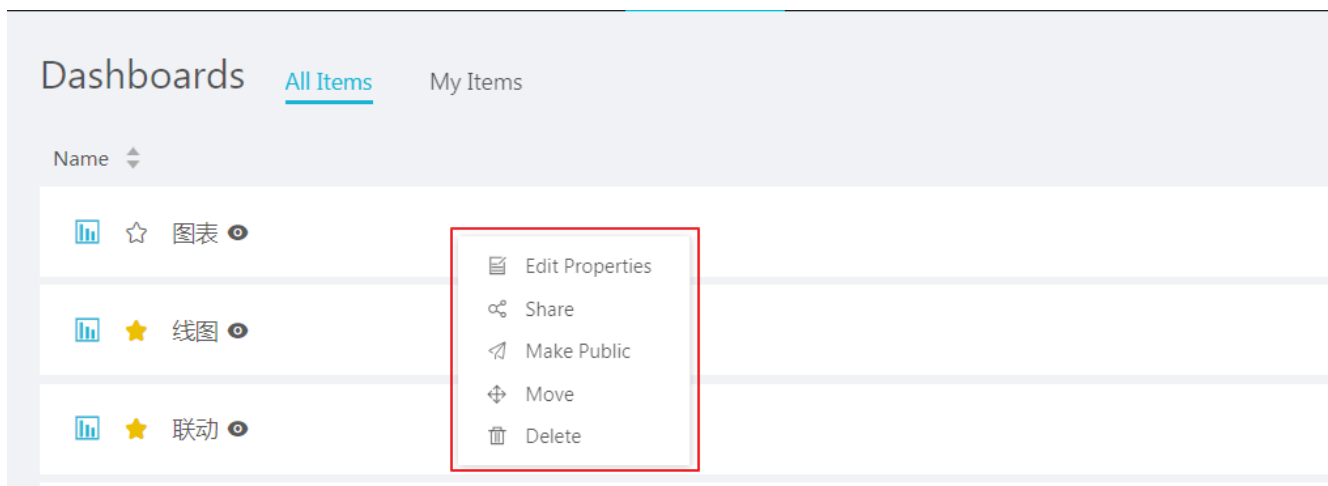 Dashboards All Items My Items
Name
图表
Edit Properties
Share
线图
Make Public
Move
联动
Delete